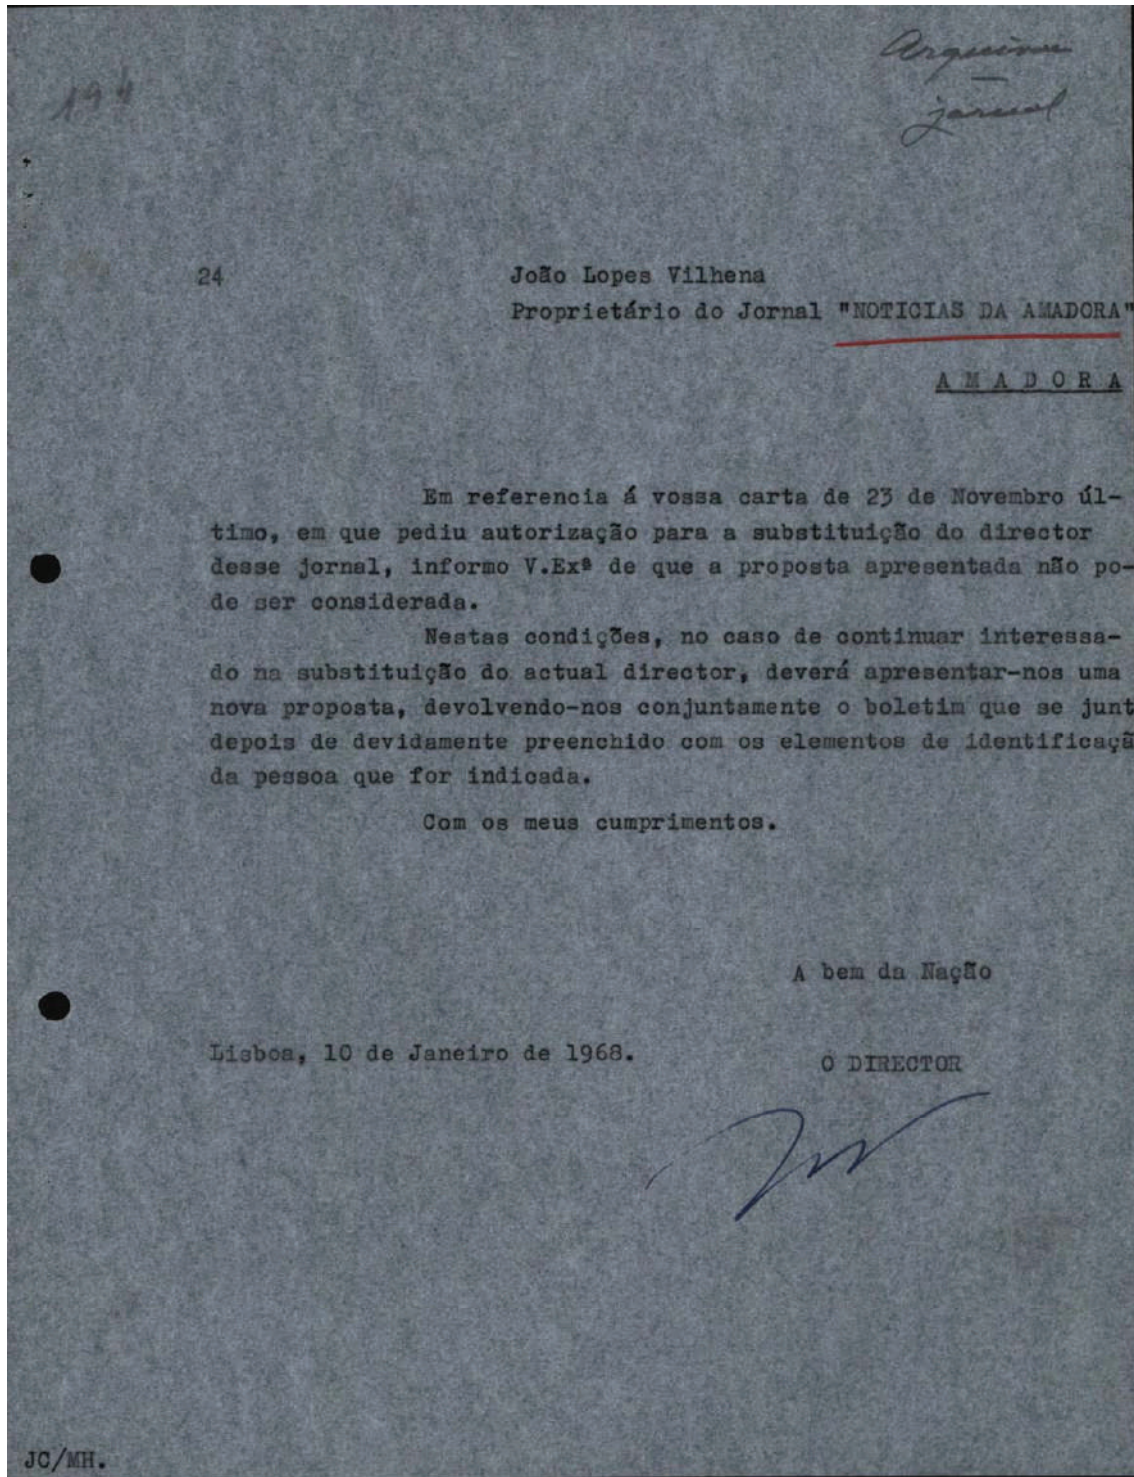 Arquive
-
jornal
194
24
João Lopes Vilhena
Proprietário do Jornal "NOTICIAS DA AMADORA"
A M A D O R A
Em referencia á vossa carta de 23 de Novembro úl-
timo, em que pediu autorização para a substituição do director
desse jornal, informo V.Exª de que a proposta apresentada não po-
de ser considerada.
Nestas condições, no caso de continuar interessa-
do na substituição do actual director, deverá apresentar-nos uma
nova proposta, devolvendo-nos conjuntamente o boletim que se junt
depois de devidamente preenchido com os elementos de identificaçã
da pessoa que for indicada.
Com os meus cumprimentos.
A bem da Nação
Lisboa, 10 de Janeiro de 1968.
O DIRECTOR
JC/MH.